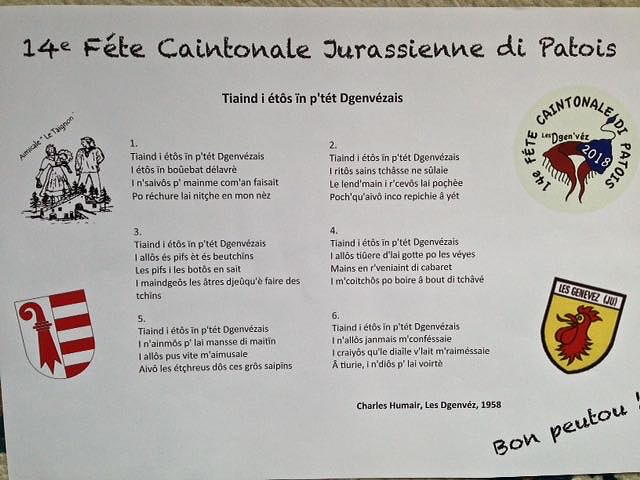 14e Féte Caintonale Jurassienne di Patois
Tiaind i étôs ïn p'tét Dgenvézais
Amicale "Le Taignon"
14e FÉTE CAINTONALE DI PATOIS
Les Dgen'véz
2018
1.
Tiaind i étôs ïn p'tét Dgenvézais
I étôs ïn boûebat délavrè
I n'saivôs p' mainme com'an faisait
Po réchure lai nitçhe en mon nèz
2.
Tiaind i étôs ïn p'tét Dgenvézais
I ritôs sains tchâsse ne sûlaie
Le lend'main i r'cevôs lai poçhèe
Poch'qu'aivô inco repichie â yét
3.
Tiaind i étôs ïn p'tét Dgenvézais
I allôs és pifs èt és beutchïns
Les pifs i les botôs en sait
I maindgeôs les âtres djeûqu'è faire des
tchïns
4.
Tiaind i étôs ïn p'tét Dgenvézais
I allôs tiûere d'lai gotte po les véyes
Mains en r'veniaint di cabaret
I m'coitchôs po boire â bout di tchâvé
5.
Tiaind i étôs ïn p'tét Dgenvézais
I n'ainmôs p' lai mansse di maitïn
I allôs pus vite m'aimusaie
Aivô les étçhreus dôs ces grôs saipïns
6.
Tiaind i étôs ïn p'tét Dgenvézais
I n'allôs janmais m'conféssaie
I craiyôs qu'le diaîle v'lait m'raiméssaie
Â tiurie, i n'diôs p' lai voirtè
LES GENEVEZ (JU)
Charles Humair, Les Dgenvéz, 1958
Bon peutou !